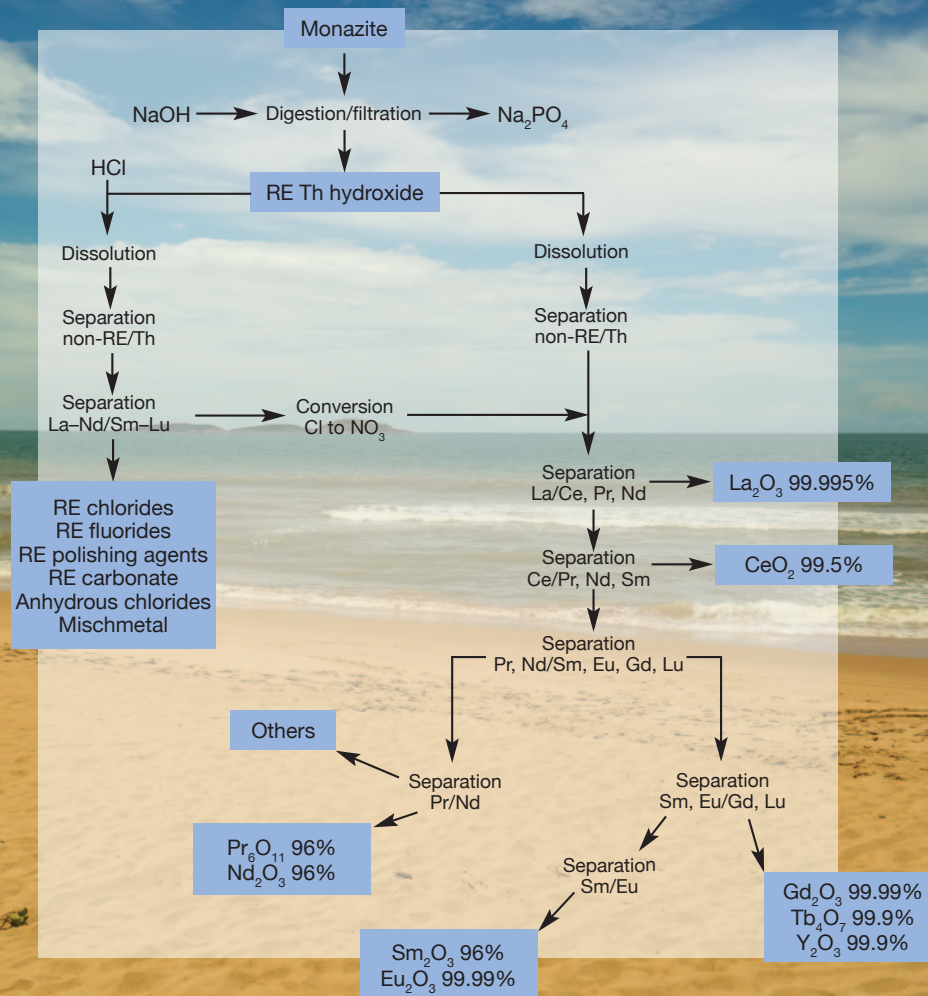 Monazite
NaOH
Digestion/filtration
Na₂PO₄
HCl
RE Th hydroxide
Dissolution
Dissolution
Separation
non-RE/Th
Separation
non-RE/Th
Separation
La–Nd/Sm–Lu
Conversion
Cl to NO₃
Separation
La/Ce, Pr, Nd
La₂O₃ 99.995%
RE chlorides
RE fluorides
RE polishing agents
RE carbonate
Anhydrous chlorides
Mischmetal
Separation
Ce/Pr, Nd, Sm
CeO₂ 99.5%
Separation
Pr, Nd/Sm, Eu, Gd, Lu
Others
Separation
Pr/Nd
Separation
Sm, Eu/Gd, Lu
Pr₆O₁₁ 96%
Nd₂O₃ 96%
Separation
Sm/Eu
Gd₂O₃ 99.99%
Tb₄O₇ 99.9%
Y₂O₃ 99.9%
Sm₂O₃ 96%
Eu₂O₃ 99.99%